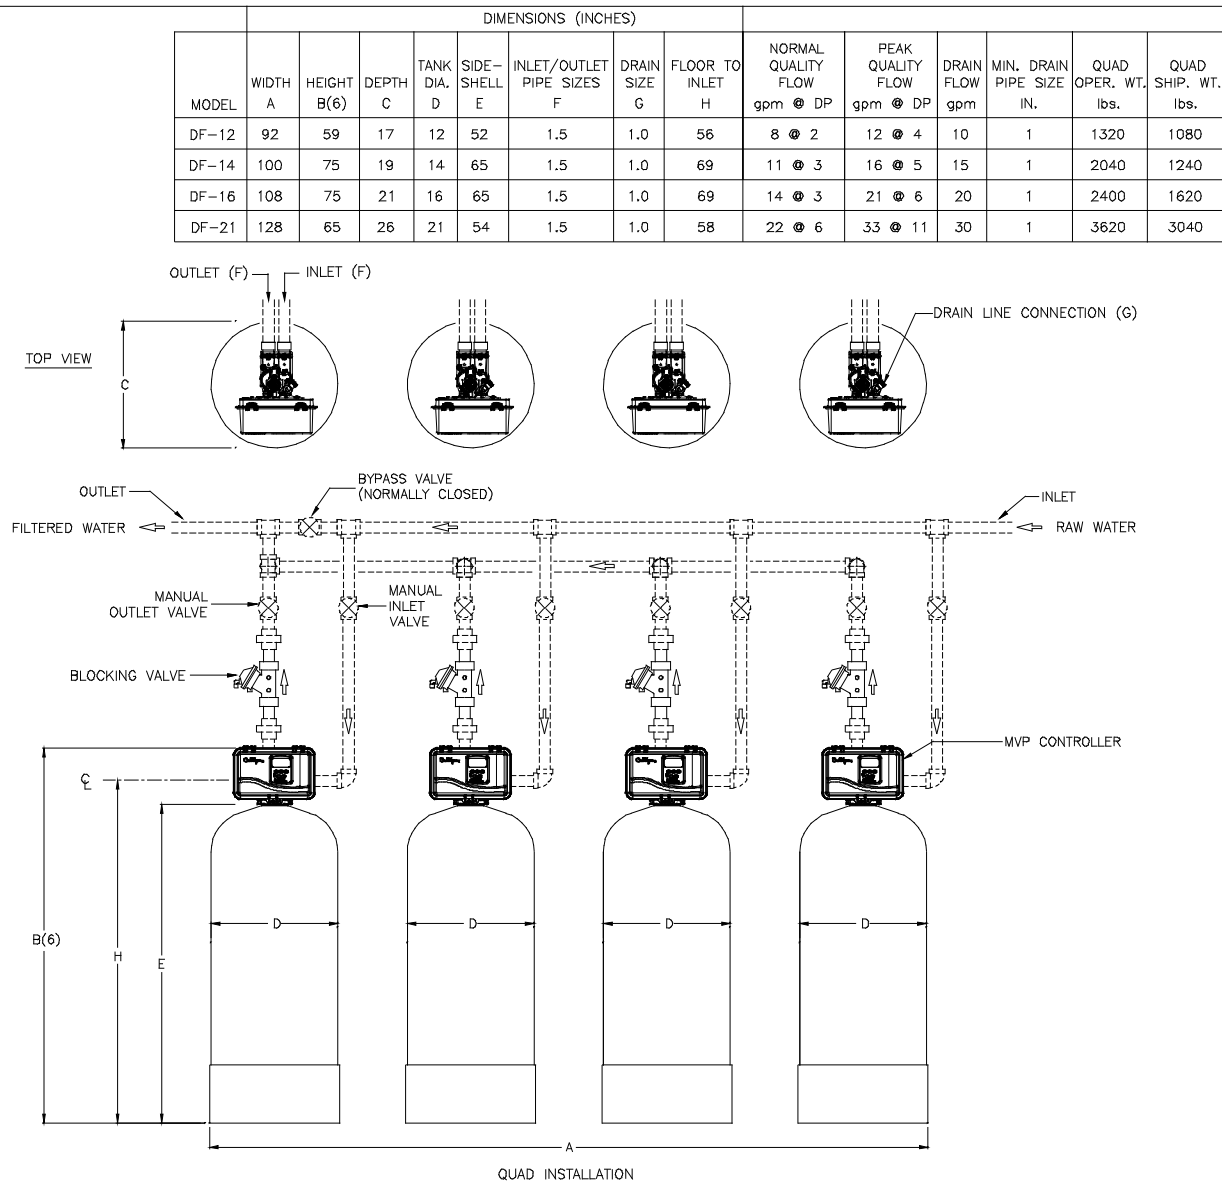 DIMENSIONS (INCHES)
MODEL WIDTH A HEIGHT B(6) DEPTH C TANK DIA. D SIDE-SHELL E INLET/OUTLET PIPE SIZES F DRAIN SIZE G FLOOR TO INLET H NORMAL QUALITY FLOW gpm @ DP PEAK QUALITY FLOW gpm @ DP DRAIN FLOW gpm MIN. DRAIN PIPE SIZE IN. QUAD OPER. WT. lbs. QUAD SHIP. WT. lbs.
DF-12 92 59 17 12 52 1.5 1.0 56 8 @ 2 12 @ 4 10 1 1320 1080
DF-14 100 75 19 14 65 1.5 1.0 69 11 @ 3 16 @ 5 15 1 2040 1240
DF-16 108 75 21 16 65 1.5 1.0 69 14 @ 3 21 @ 6 20 1 2400 1620
DF-21 128 65 26 21 54 1.5 1.0 58 22 @ 6 33 @ 11 30 1 3620 3040
OUTLET (F) INLET (F)
DRAIN LINE CONNECTION (G)
TOP VIEW
C
BYPASS VALVE
(NORMALLY CLOSED)
OUTLET
INLET
FILTERED WATER
RAW WATER
MANUAL
OUTLET VALVE
MANUAL
INLET
VALVE
BLOCKING VALVE
MVP CONTROLLER
CL
D D D D
B(6)
H
E
A
QUAD INSTALLATION